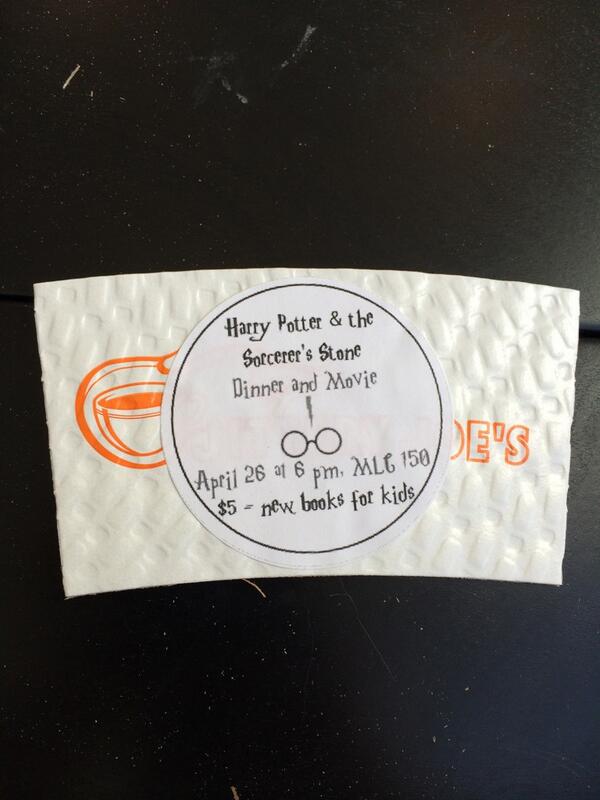 Harry Potter & the
Sorcerer's Stone
Dinner and Movie
April 26 at 6 pm, MLC 150
$5 - new books for kids